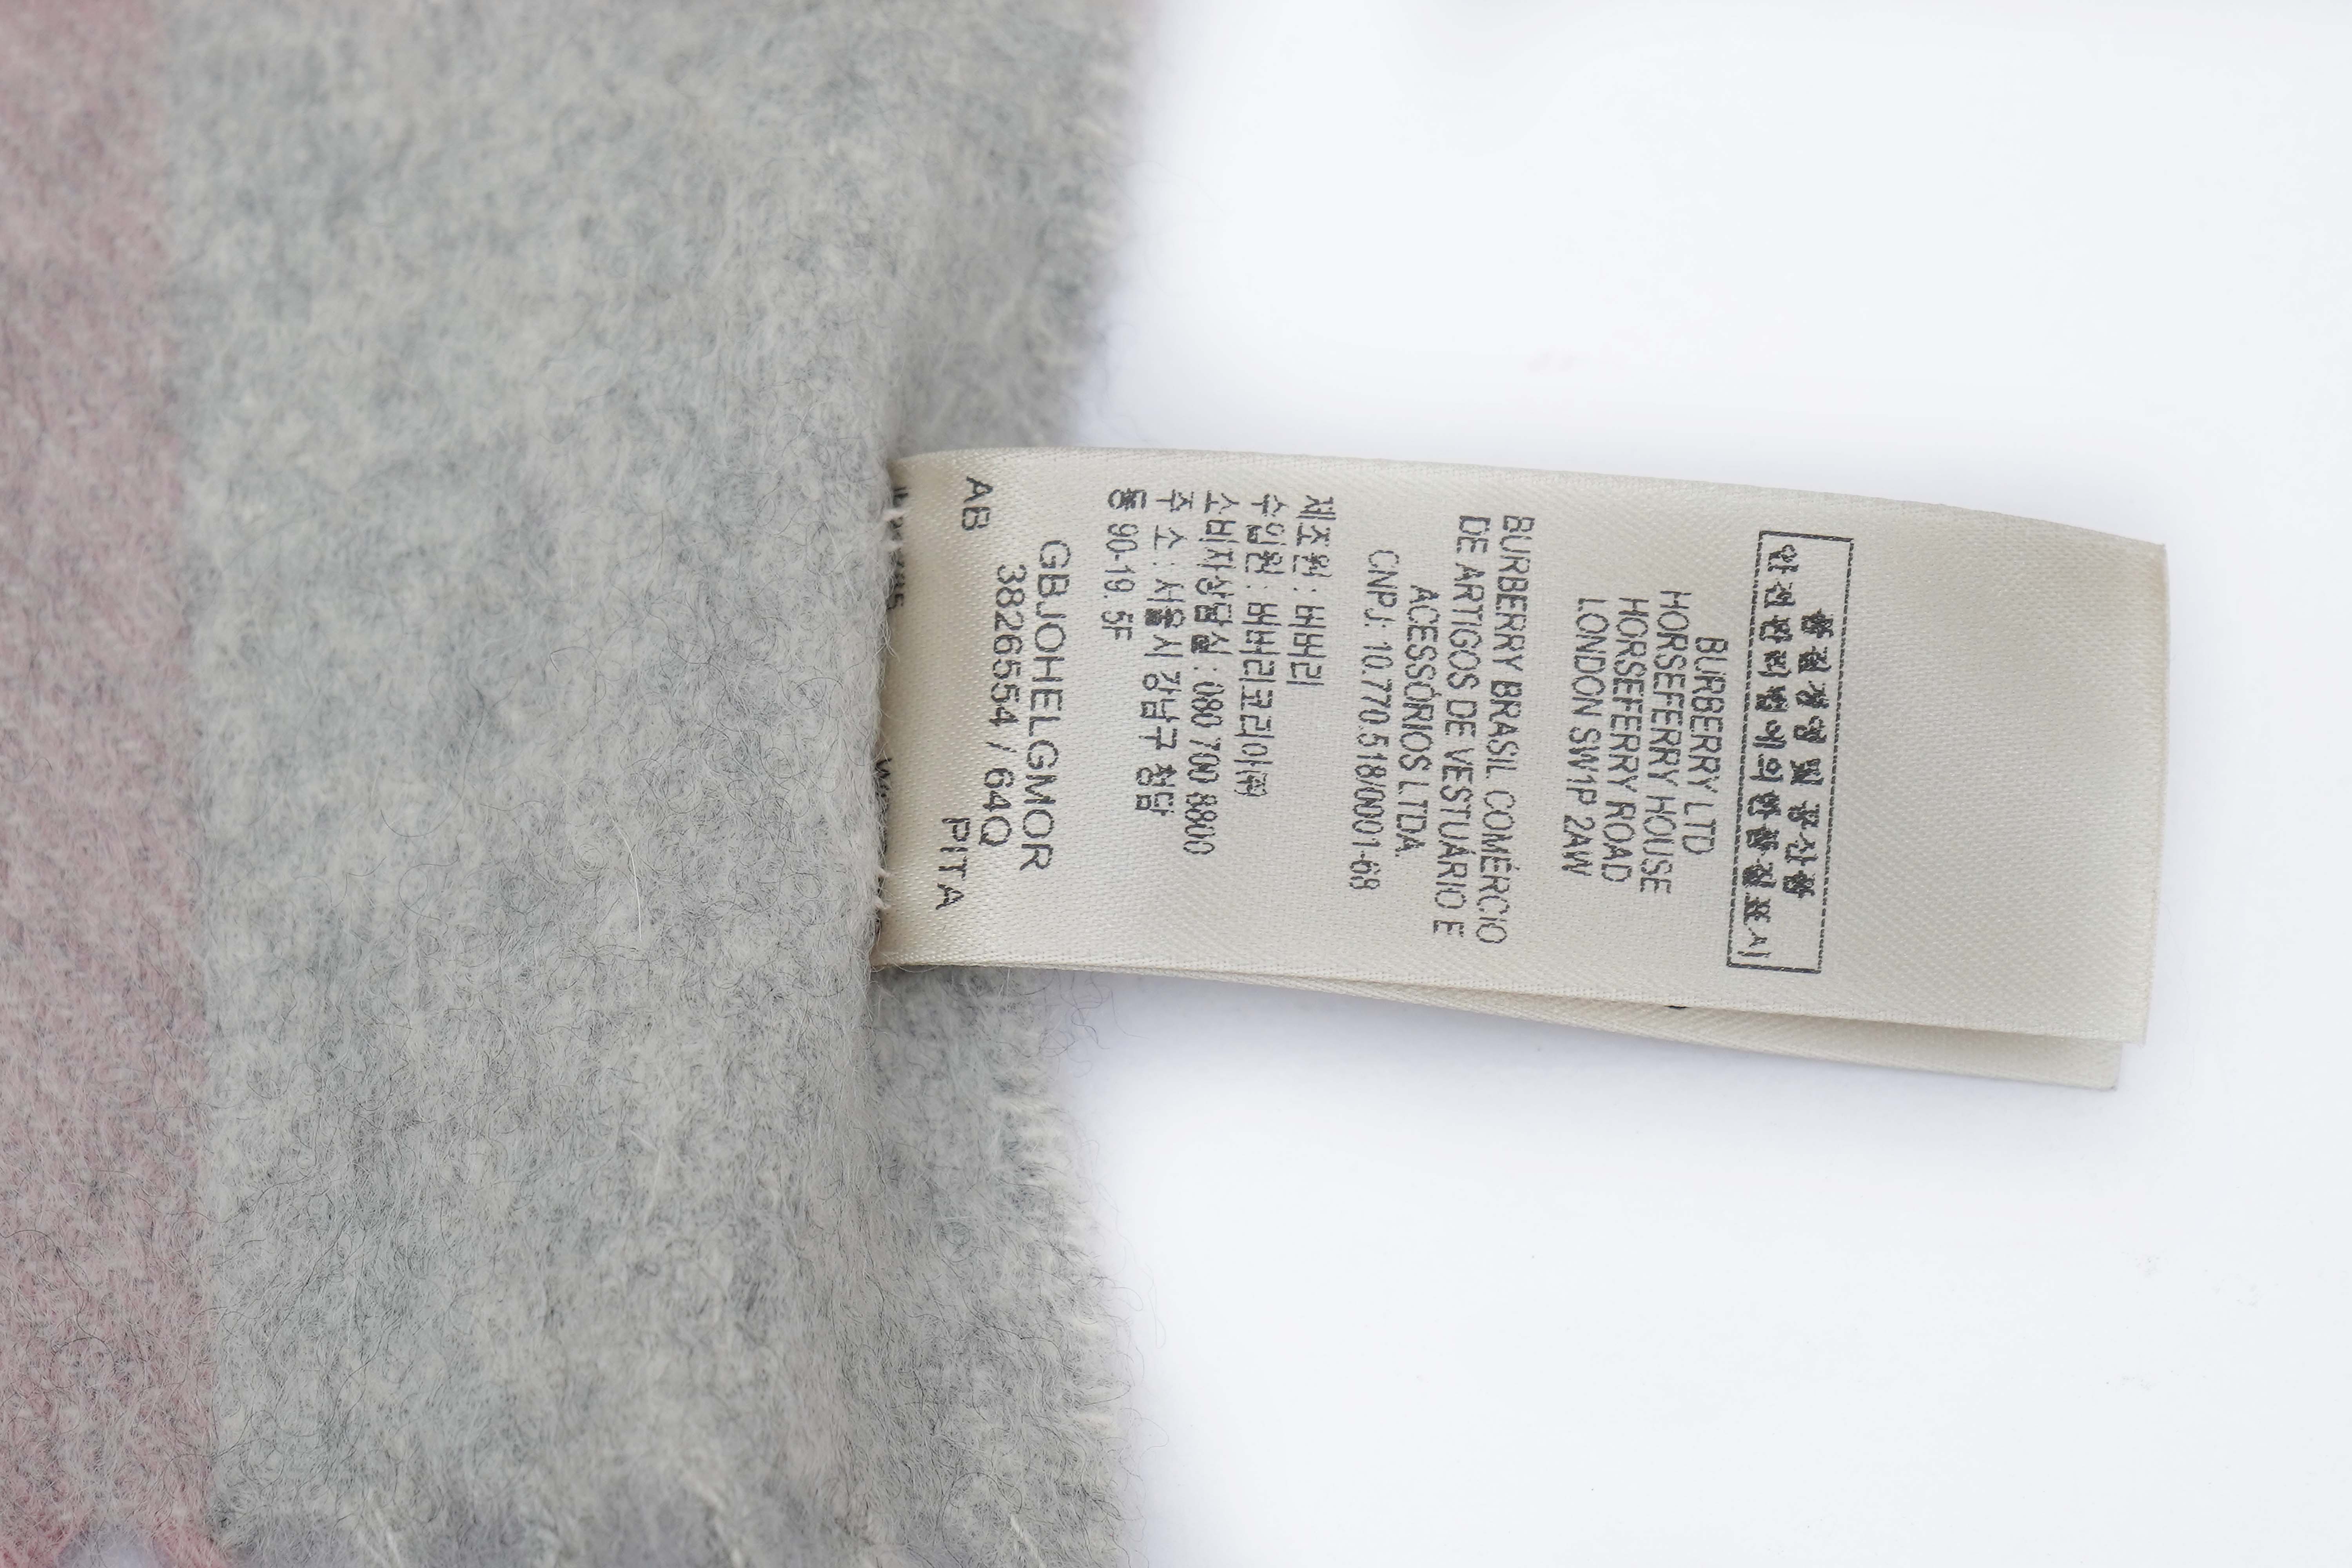 품질경영 및 공산품
안전관리법에 의한 품질표시
BURBERRY LTD
HORSEFERRY HOUSE
HORSEFERRY ROAD
LONDON SW1P 2AW
BURBERRY BRASIL COMÉRCIO
DE ARTIGOS DE VESTUÁRIO E
ACESSÓRIOS LTDA.
CNPJ: 10.770.518/0001-68
제조원 : 버버리
수입원 : 버버리코리아㈜
소비자상담실 : 080 700 8800
주 소 : 서울시 강남구 청담
동 90-19. 5F
GBJOHELGMOR
3826554 / 64Q
AB PITA